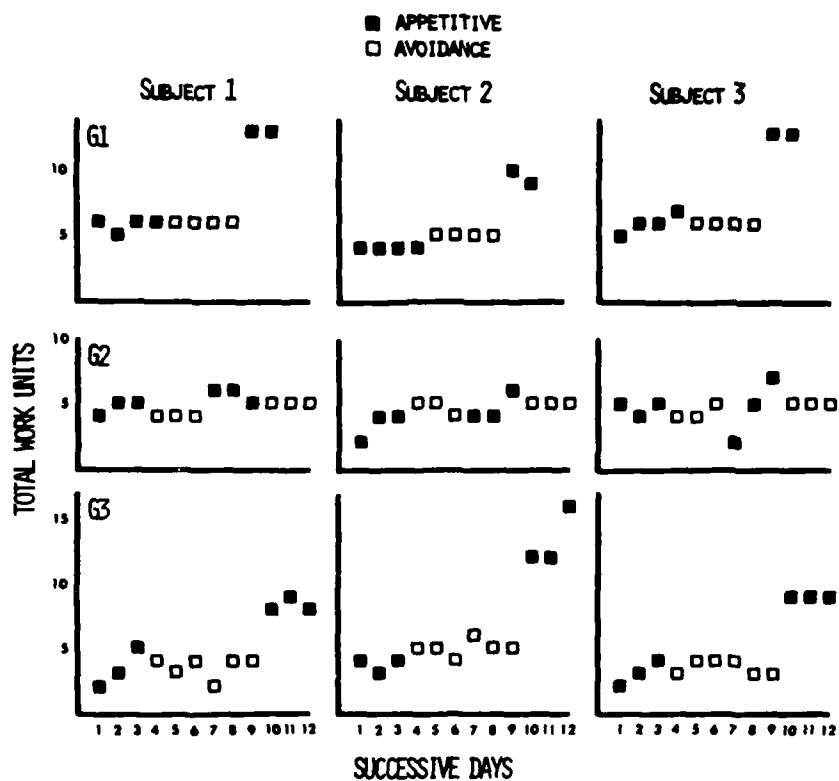 APPETITIVE
AVOIDANCE
SUBJECT 1 SUBJECT 2 SUBJECT 3
G1
10
5
G2
10
5
G3
15
10
5
TOTAL WORK UNITS
1 2 3 4 5 6 7 8 9 10 11 12 1 2 3 4 5 6 7 8 9 10 11 12 1 2 3 4 5 6 7 8 9 10 11 12
SUCCESSIVE DAYS